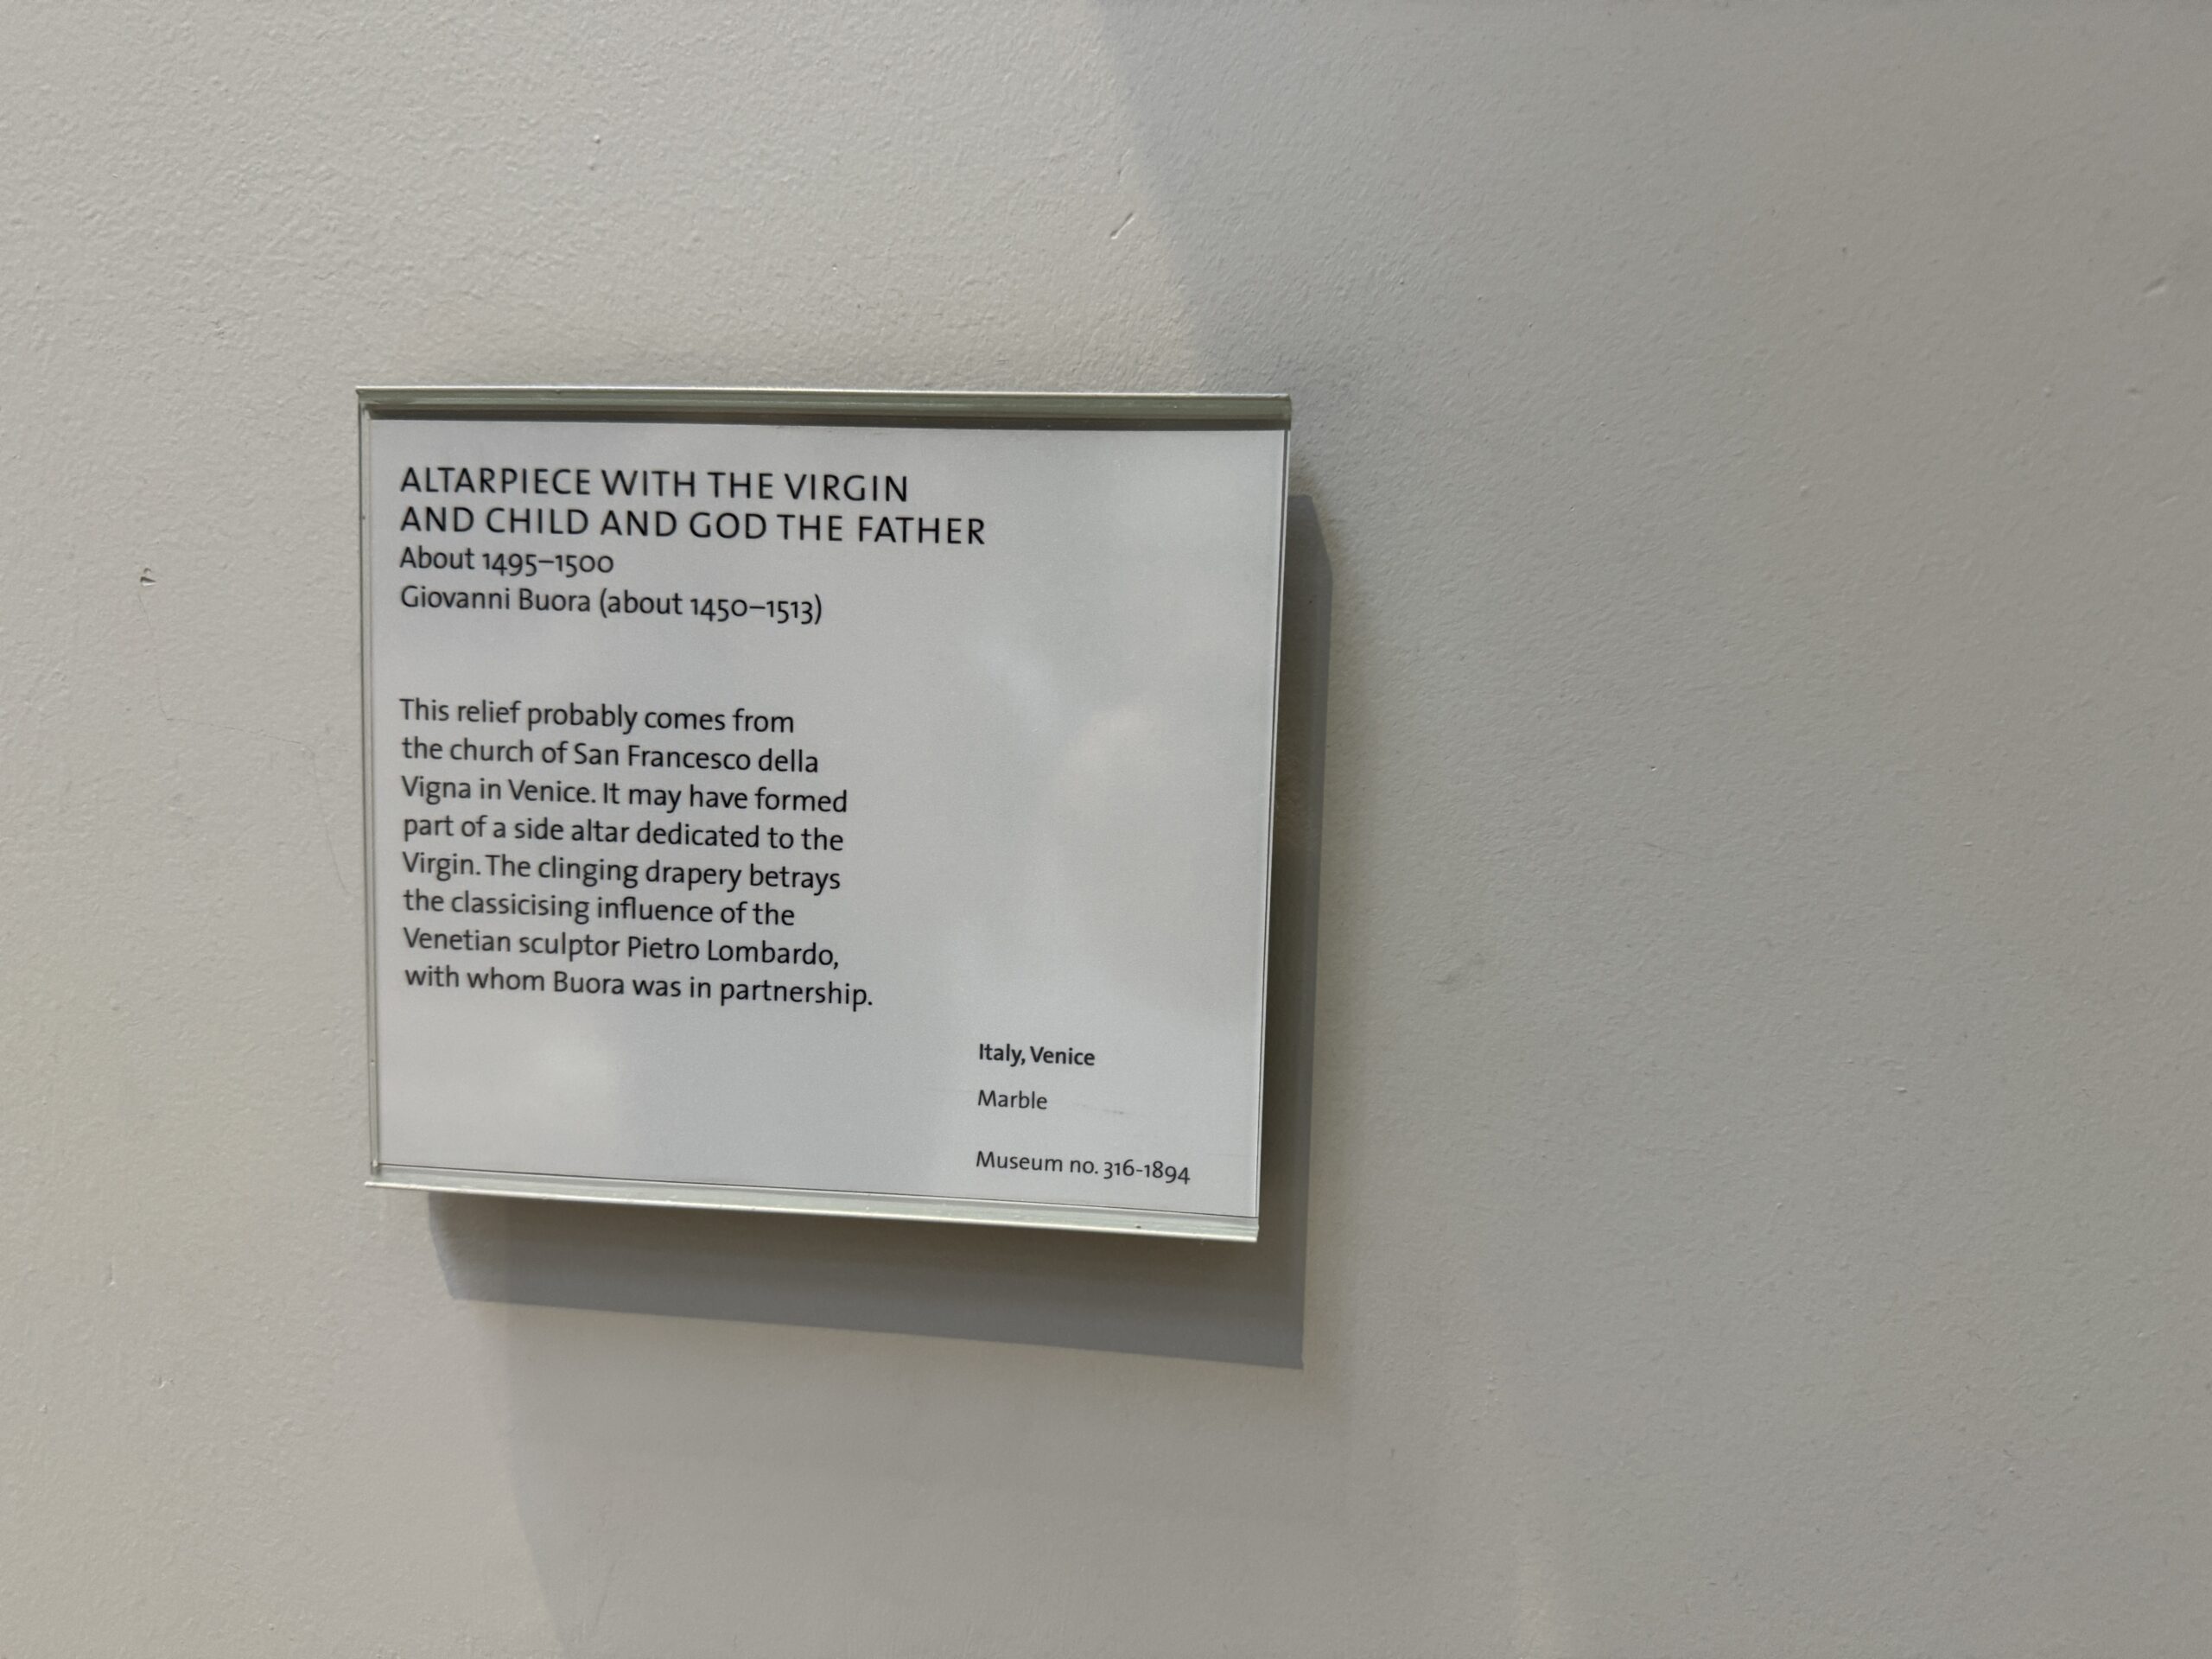 ALTARPIECE WITH THE VIRGIN
AND CHILD AND GOD THE FATHER
About 1495–1500
Giovanni Buora (about 1450–1513)
This relief probably comes from
the church of San Francesco della
Vigna in Venice. It may have formed
part of a side altar dedicated to the
Virgin. The clinging drapery betrays
the classicising influence of the
Venetian sculptor Pietro Lombardo,
with whom Buora was in partnership.
Italy, Venice
Marble
Museum no. 316-1894